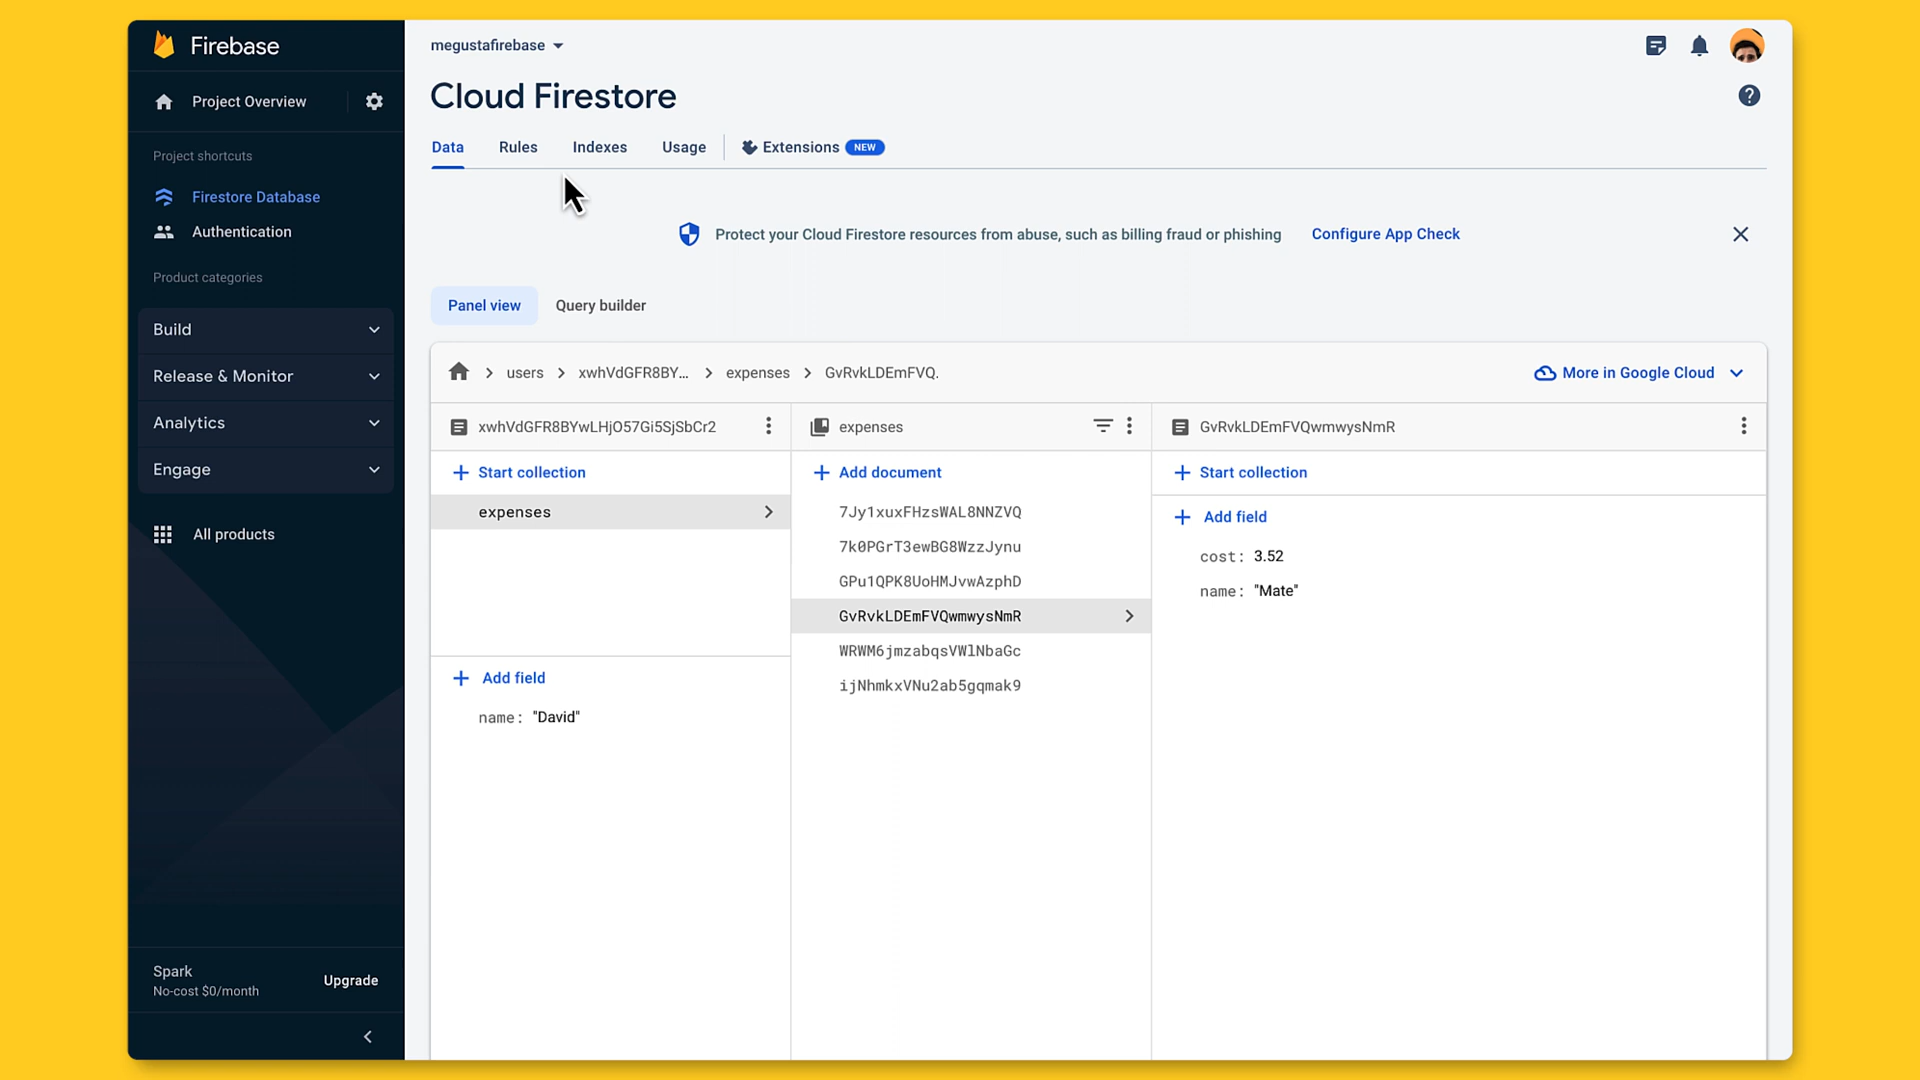 Firebase
Project Overview
Project shortcuts
Firestore Database
Authentication
Product categories
Build
Release & Monitor
Analytics
Engage
All products
Spark
No-cost $0/month
Upgrade
megustafirebase
Cloud Firestore
Data Rules Indexes Usage Extensions NEW
Protect your Cloud Firestore resources from abuse, such as billing fraud or phishing Configure App Check
Panel view Query builder
users xwhVdGFR8BY... expenses GvRvkLDEmFVQ. More in Google Cloud
xwhVdGFR8BYwLHjO57Gi5SjSbCr2
Start collection
expenses
Add field
name: "David"
expenses
Add document
7Jy1xuxFHzsWAL8NNZVQ
7k0PGrT3ewBG8WzzJynu
GPu1QPK8UoHMJvwAzphD
GvRvkLDEmFVQwmwysNmR
WRWM6jmzabqsVWlNbaGc
ijNhmkxVNu2ab5gqmak9
GvRvkLDEmFVQwmwysNmR
Start collection
Add field
cost: 3.52
name: "Mate"